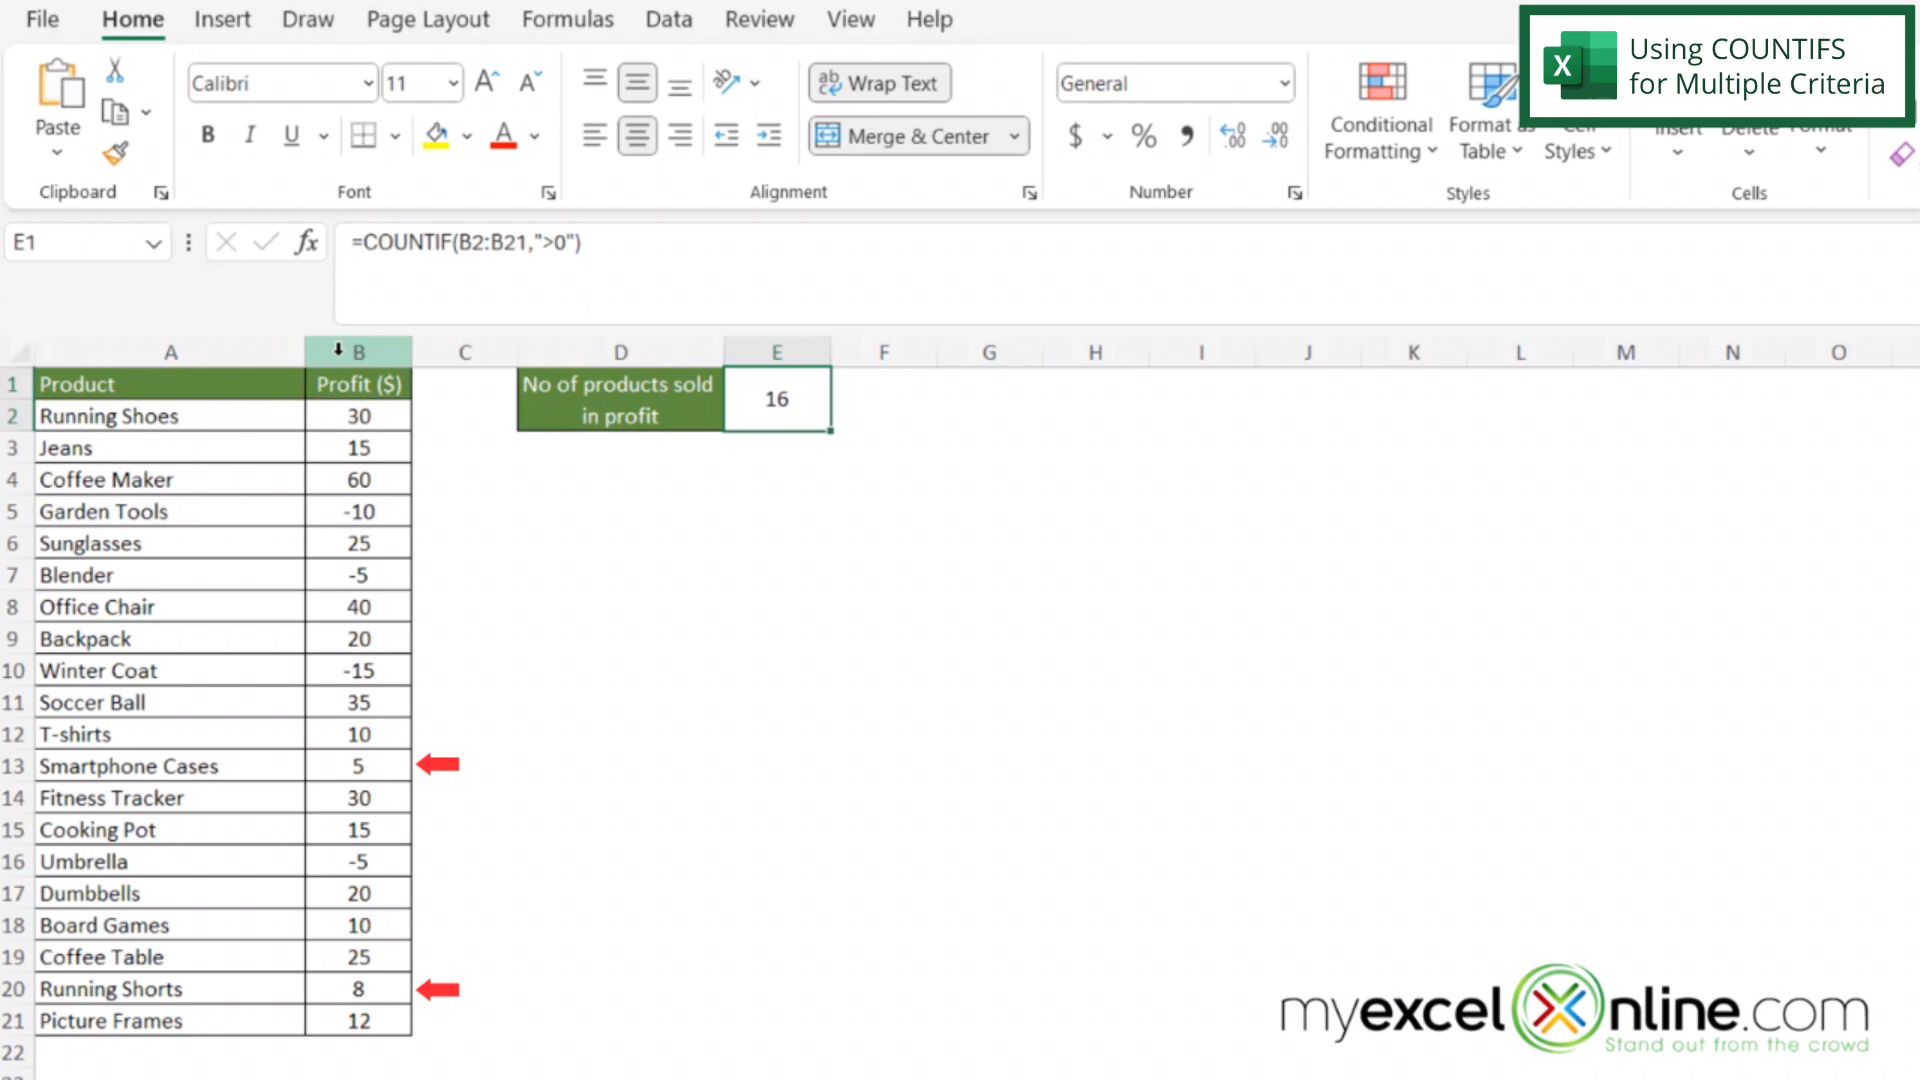 File Home Insert Draw Page Layout Formulas Data Review View Help
Using COUNTIFS
for Multiple Criteria
Paste
Calibri 11
B I U
Wrap Text
Merge & Center
General
$ % 
Conditional
Formatting
Format as
Table
Cell
Styles
Insert Delete Format
Clipboard Font Alignment Number Styles Cells
E1 fx =COUNTIF(B2:B21,">0")
A B C D E F G H I J K L M N O
1 Product Profit ($) No of products sold
in profit 16
2 Running Shoes 30
3 Jeans 15
4 Coffee Maker 60
5 Garden Tools -10
6 Sunglasses 25
7 Blender -5
8 Office Chair 40
9 Backpack 20
10 Winter Coat -15
11 Soccer Ball 35
12 T-shirts 10
13 Smartphone Cases 5
14 Fitness Tracker 30
15 Cooking Pot 15
16 Umbrella -5
17 Dumbbells 20
18 Board Games 10
19 Coffee Table 25
20 Running Shorts 8
21 Picture Frames 12
22
myexcelonline.com
Stand out from the crowd